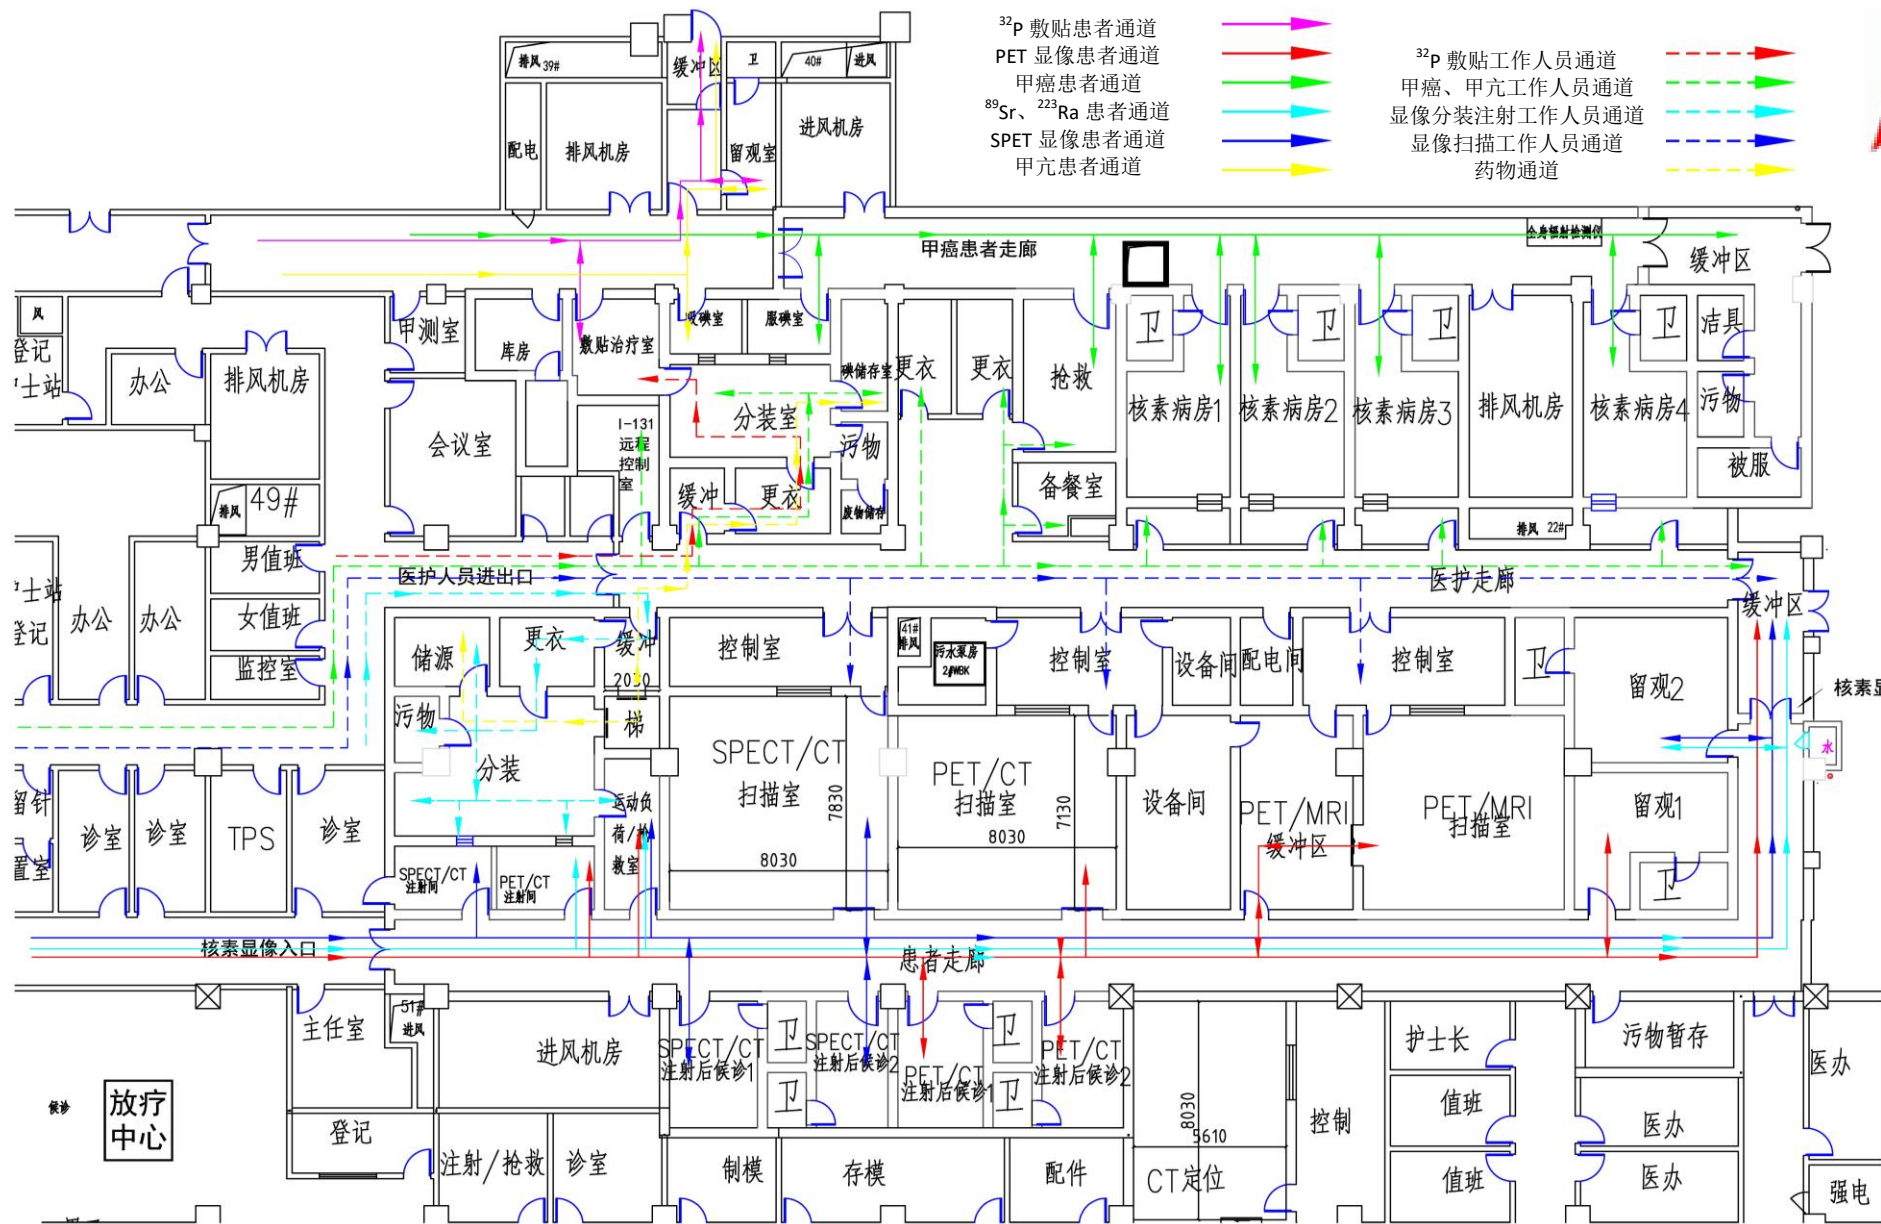 ³²P 敷贴患者通道
PET 显像患者通道
甲癌患者通道
⁸⁹Sr、²²³Ra 患者通道
SPET 显像患者通道
甲亢患者通道
³²P 敷贴工作人员通道
甲癌、甲亢工作人员通道
显像分装注射工作人员通道
显像扫描工作人员通道
药物通道
排风 39#
缓冲区
卫
40#
进风
配电
排风机房
留观室
进风机房
甲癌患者走廊
全身辐射检测仪
缓冲区
风
登记
士站
办公
排风机房
甲测室
库房
敷贴治疗室
吸碘室
服碘室
碘储存室
更衣
更衣
抢救
卫
卫
卫
卫
洁具
污物
被服
核素病房1
核素病房2
核素病房3
排风机房
核素病房4
会议室
I-131
远程
控制
室
分装室
污物
缓冲
更衣
废物储存
备餐室
排风 22#
排风
49#
男值班
女值班
监控室
医护人员进出口
医护走廊
缓冲区
士站
登记
办公
办公
储源
更衣
缓冲
2030
梯
控制室
41#
排风
污水泵房
2#WBK
控制室
设备间
配电间
控制室
卫
留观2
核素显
水
污物
分装
SPECT/CT
扫描室
7830
8030
PET/CT
扫描室
7130
8030
设备间
PET/MRI
缓冲区
PET/MRI
扫描室
留观1
卫
留针
置室
诊室
诊室
TPS
诊室
运动负
荷/抢
救室
SPECT/CT
注射间
PET/CT
注射间
核素显像入口
患者走廊
主任室
51#
进风
进风机房
SPECT/CT
注射后候诊1
卫
卫
SPECT/CT
注射后候诊2
PET/CT
注射后候诊1
卫
卫
PET/CT
注射后候诊2
8030
5610
CT定位
控制
护士长
值班
值班
污物暂存
医办
医办
医办
强电
候诊
放疗
中心
登记
注射/抢救
诊室
制模
存模
配件